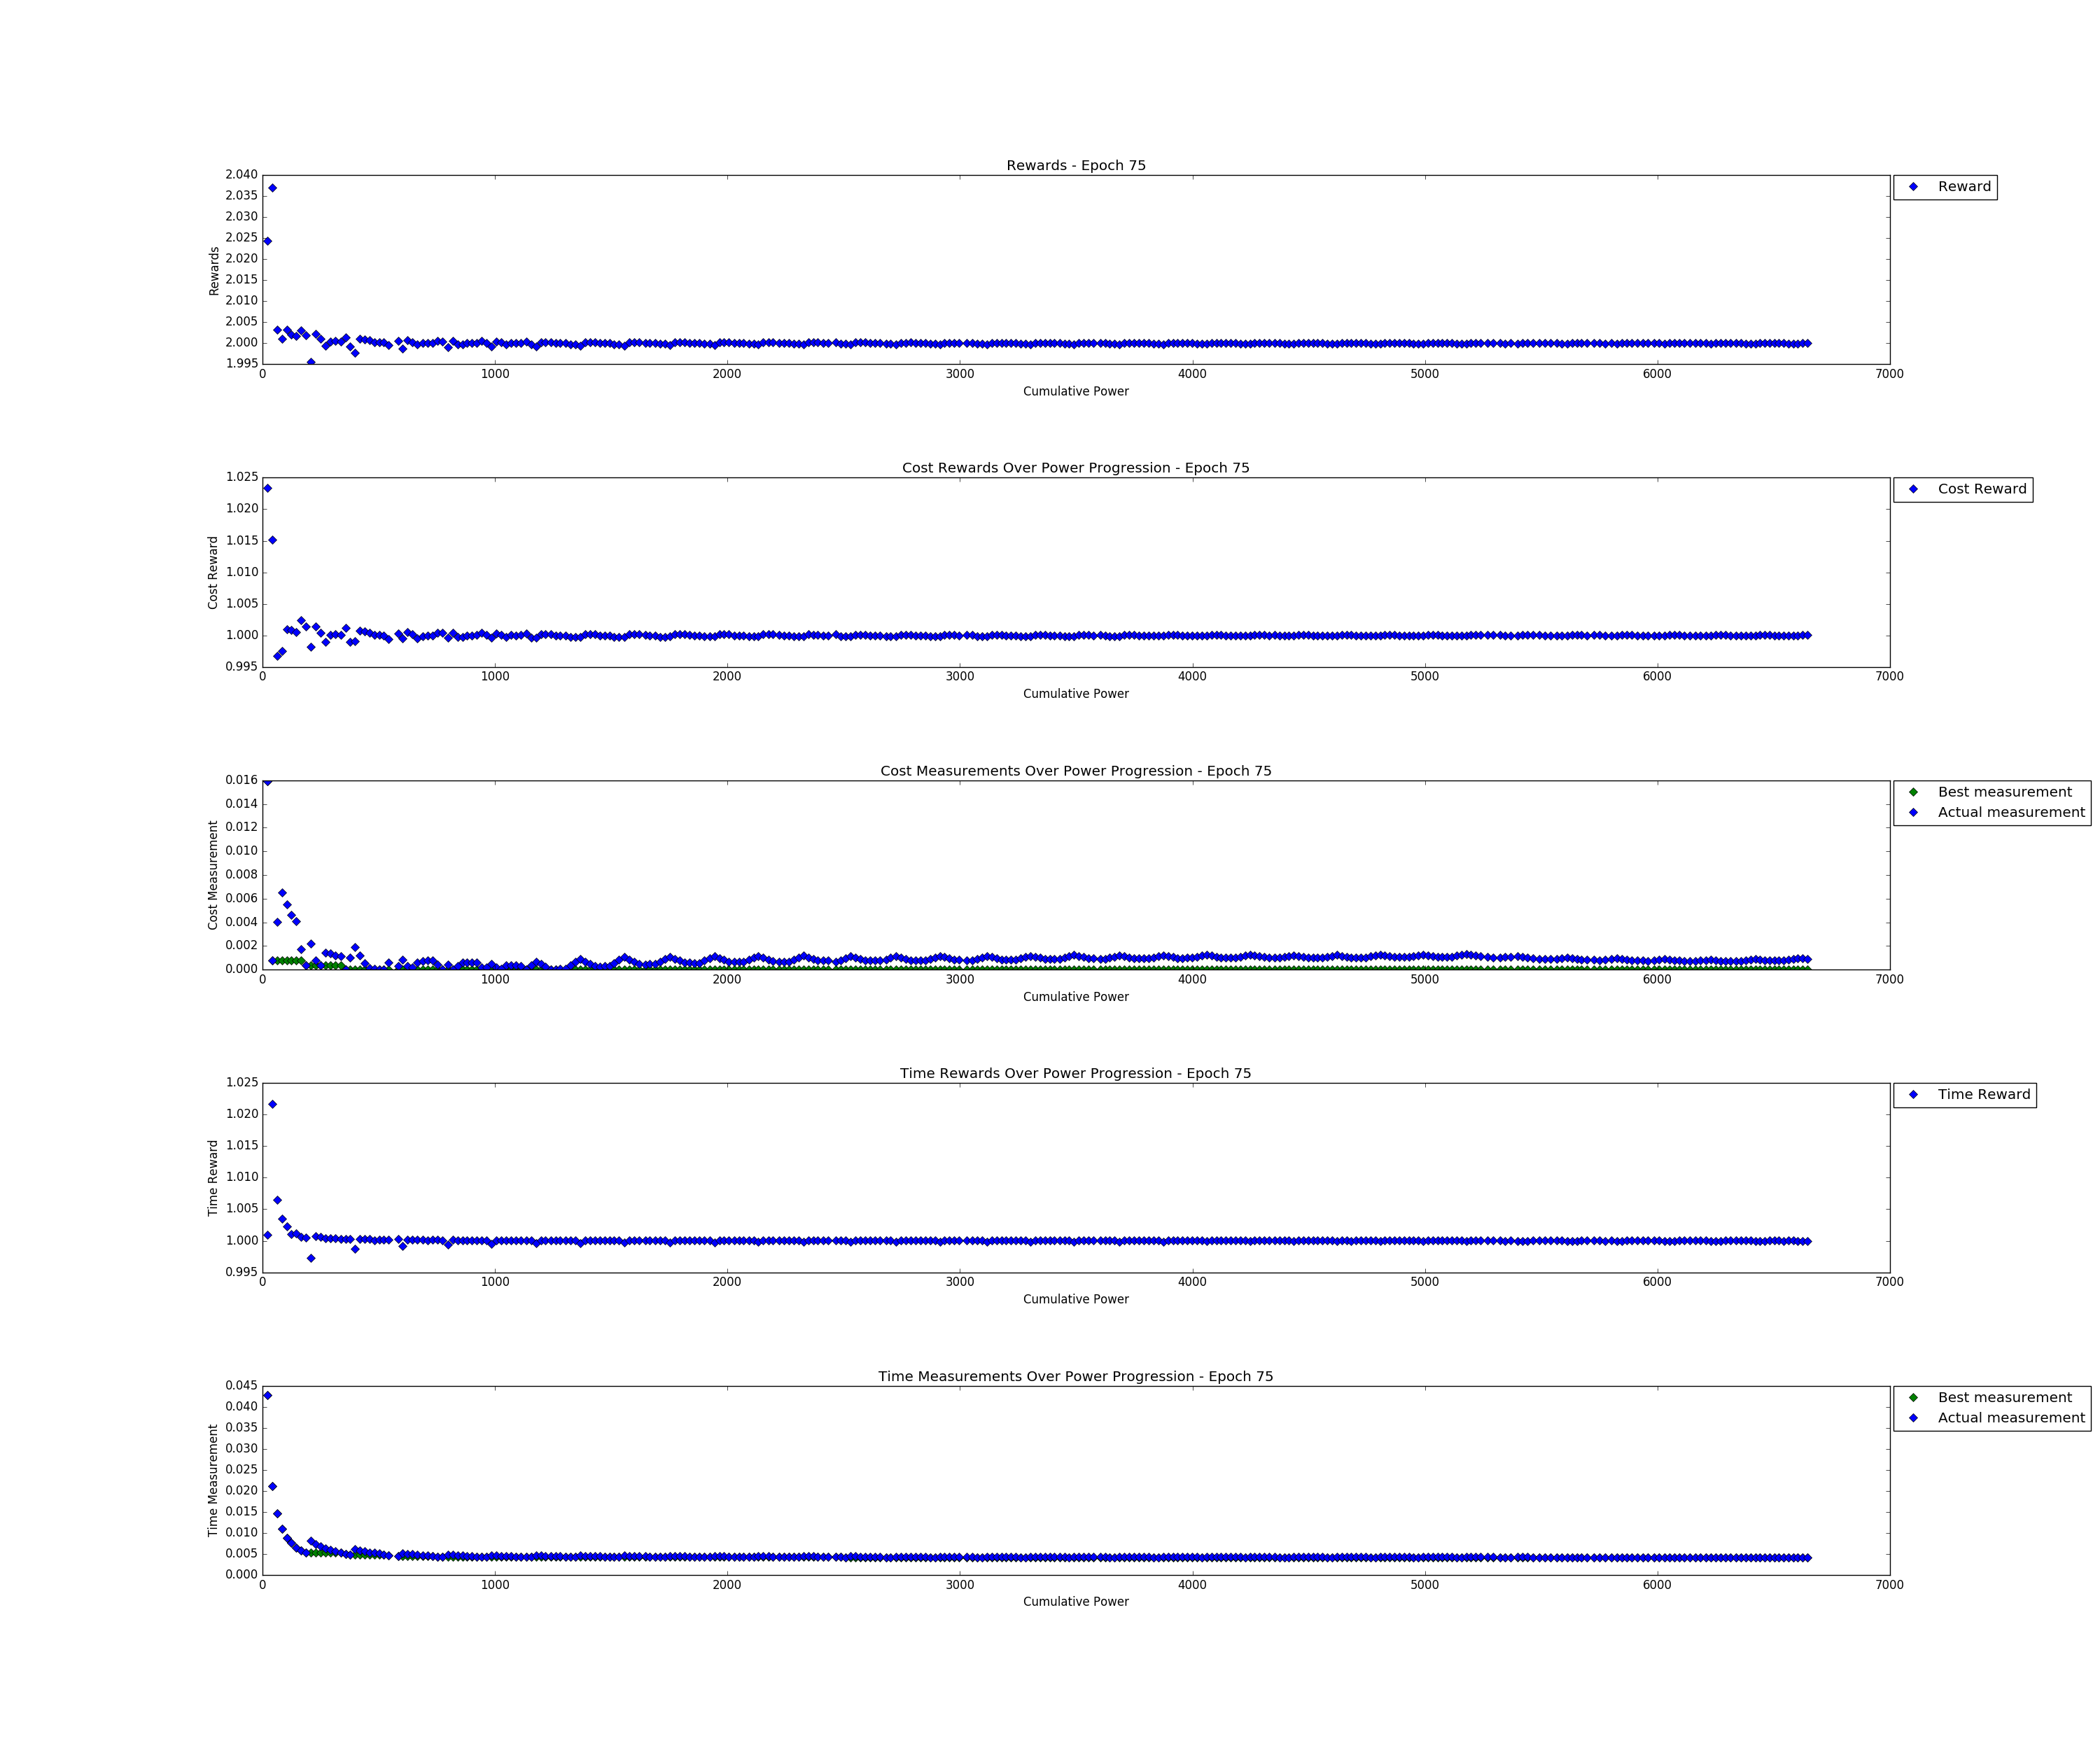 Rewards - Epoch 75
2.040
2.035
2.030
2.025
2.020
2.015
2.010
2.005
2.000
1.995
Rewards
0 1000 2000 3000 4000 5000 6000 7000
Cumulative Power
Reward
Cost Rewards Over Power Progression - Epoch 75
1.025
1.020
1.015
1.010
1.005
1.000
0.995
Cost Reward
0 1000 2000 3000 4000 5000 6000 7000
Cumulative Power
Cost Reward
Cost Measurements Over Power Progression - Epoch 75
0.016
0.014
0.012
0.010
0.008
0.006
0.004
0.002
0.000
Cost Measurement
0 1000 2000 3000 4000 5000 6000 7000
Cumulative Power
Best measurement
Actual measurement
Time Rewards Over Power Progression - Epoch 75
1.025
1.020
1.015
1.010
1.005
1.000
0.995
Time Reward
0 1000 2000 3000 4000 5000 6000 7000
Cumulative Power
Time Reward
Time Measurements Over Power Progression - Epoch 75
0.045
0.040
0.035
0.030
0.025
0.020
0.015
0.010
0.005
0.000
Time Measurement
0 1000 2000 3000 4000 5000 6000 7000
Cumulative Power
Best measurement
Actual measurement